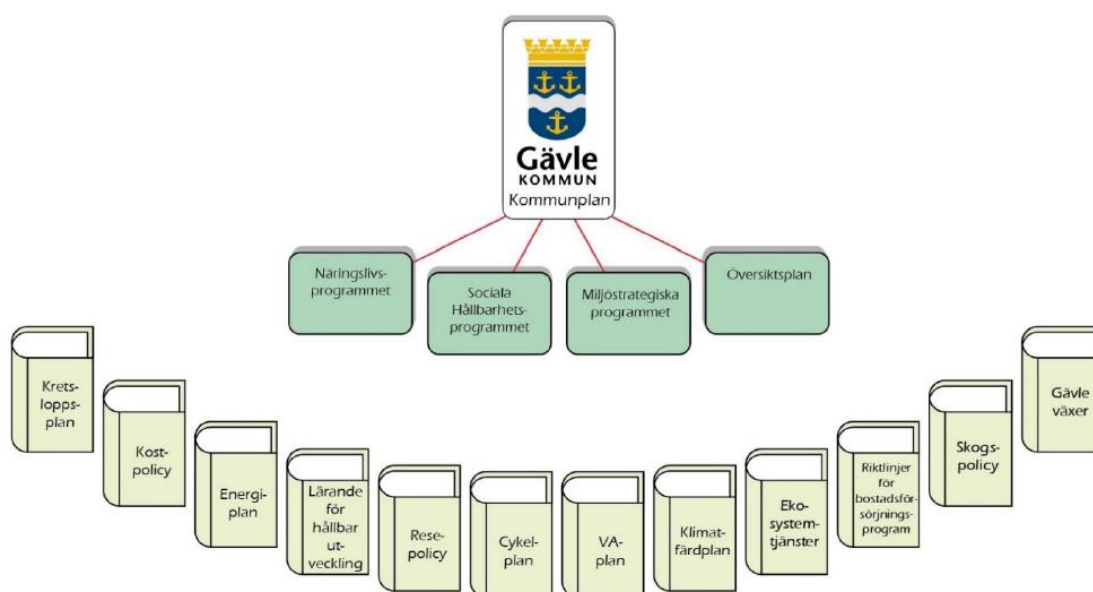 Gävle
KOMMUN
Kommunplan
Näringslivs-
programmet
Sociala
Hållbarhets-
programmet
Miljöstrategiska
programmet
Översiktsplan
Krets-
lopps-
plan
Kost-
policy
Energi-
plan
Lärande
för
hållbar
ut-
veckling
Rese-
policy
Cykel-
plan
VA-
plan
Klimat-
färdplan
Eko-
system-
tjänster
Riktlinjer
för
bostadsför-
sörjnings-
program
Skogs-
policy
Gävle
växer